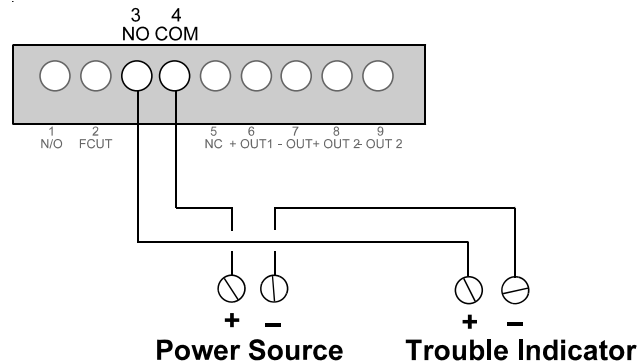 3 4
NO COM
1 2 5 6 7 8 9
N/O FCUT NC + OUT1 - OUT+ OUT 2- OUT 2
+ – + –
Power Source Trouble Indicator